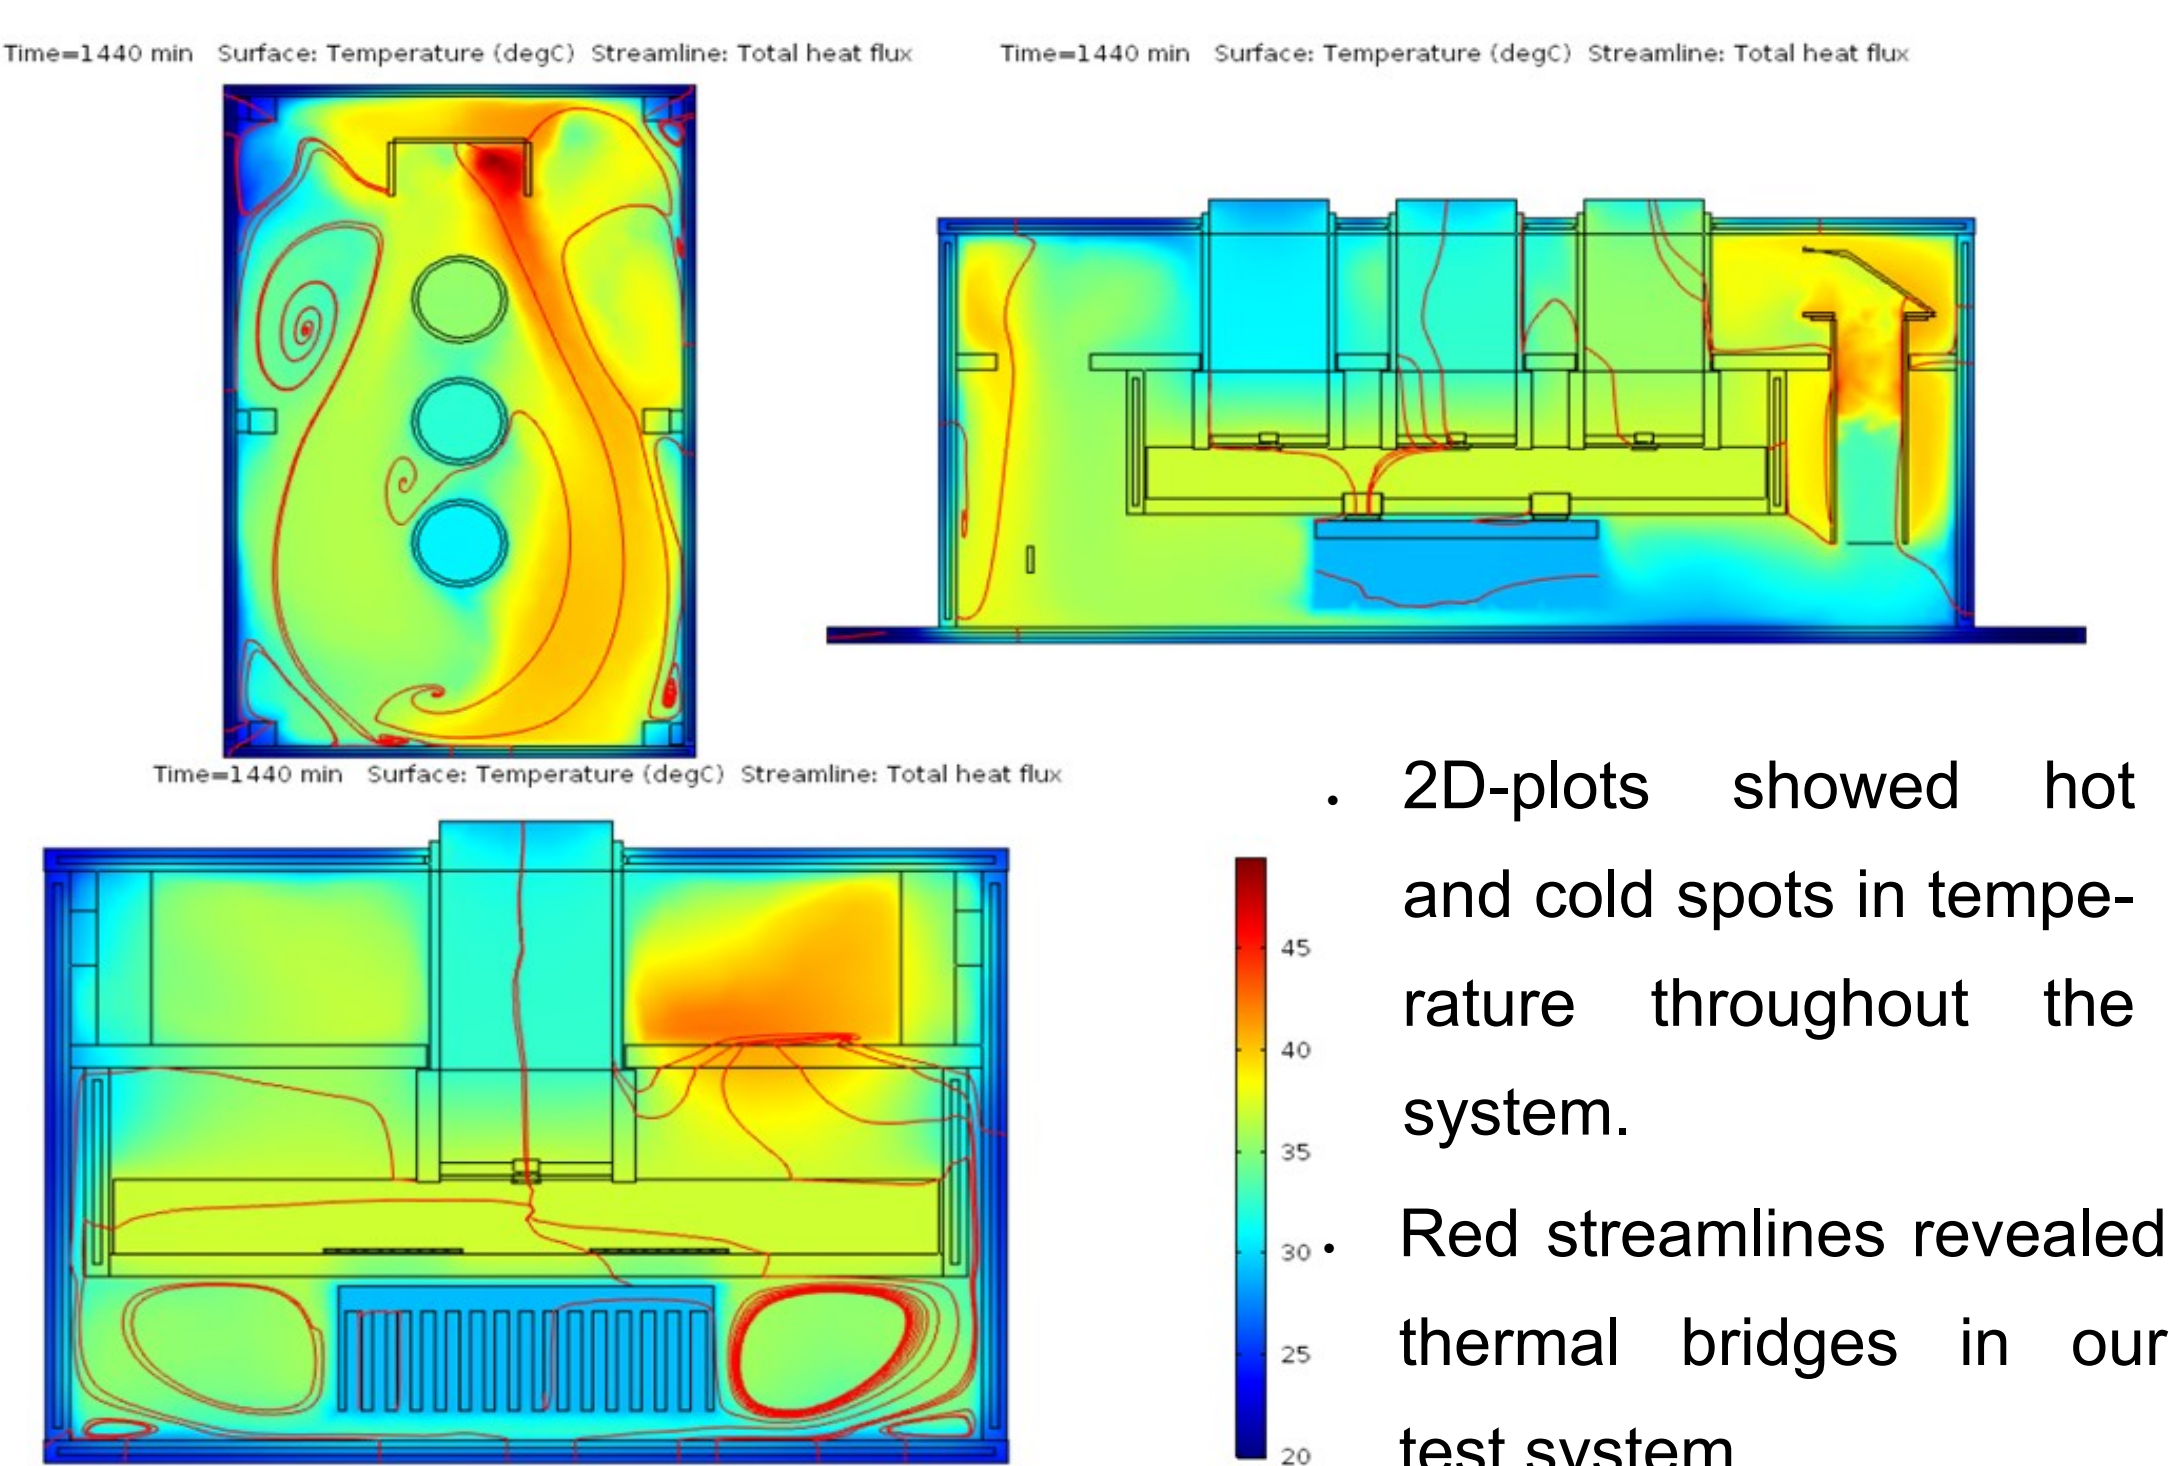 Time=1440 min   Surface: Temperature (degC)  Streamline: Total heat flux
Time=1440 min   Surface: Temperature (degC)  Streamline: Total heat flux
Time=1440 min   Surface: Temperature (degC)  Streamline: Total heat flux
45
40
35
30
25
20
• 2D-plots showed hot
and cold spots in tempe-
rature throughout the
system.
• Red streamlines revealed
thermal bridges in our
test system